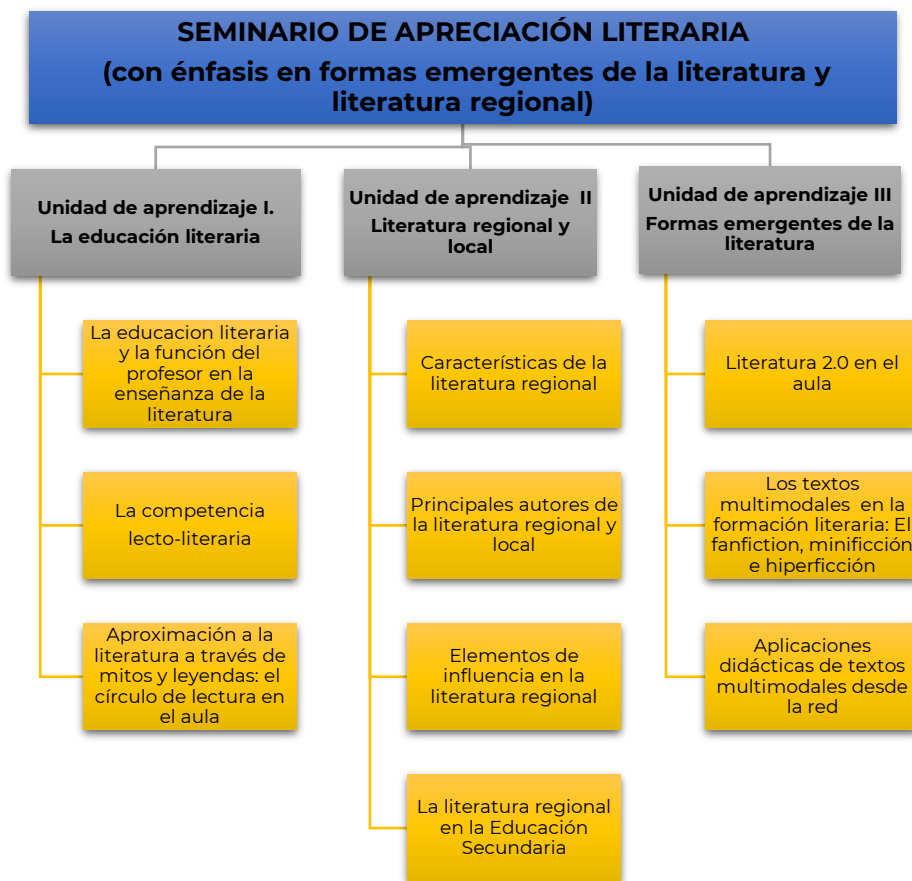 SEMINARIO DE APRECIACIÓN LITERARIA
(con énfasis en formas emergentes de la literatura y
literatura regional)
Unidad de aprendizaje I.
La educación literaria
La educacion literaria
y la función del
profesor en la
enseñanza de la
literatura
La competencia
lecto-literaria
Aproximación a la
literatura a través de
mitos y leyendas: el
círculo de lectura en
el aula
Unidad de aprendizaje II
Literatura regional y
local
Características de la
literatura regional
Principales autores de
la literatura regional y
local
Elementos de
influencia en la
literatura regional
La literatura regional
en la Educación
Secundaria
Unidad de aprendizaje III
Formas emergentes de la
literatura
Literatura 2.0 en el
aula
Los textos
multimodales en la
formación literaria: El
fanfiction, minificción
e hiperficción
Aplicaciones
didácticas de textos
multimodales desde
la red